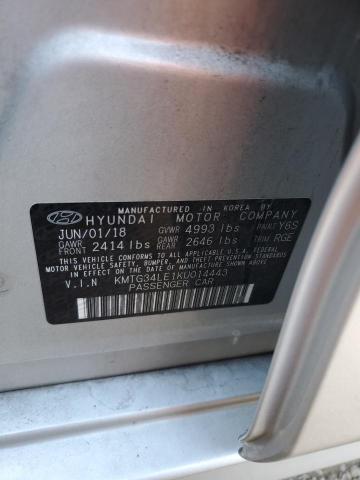 MANUFACTURED IN KOREA BY
HYUNDAI MOTOR COMPANY
JUN/01/18 GVWR 4993 lbs PAINT Y6S
GAWR FRONT 2414 lbs GAWR REAR 2646 lbs TRIM RGE
THIS VEHICLE CONFORMS TO ALL APPLICABLE U.S.A. FEDERAL
MOTOR VEHICLE SAFETY, BUMPER, AND THEFT PREVENTION STANDARDS
IN EFFECT ON THE DATE OF MANUFACTURE SHOWN ABOVE.
V.I.N KMTG34LE1KU014443
PASSENGER CAR